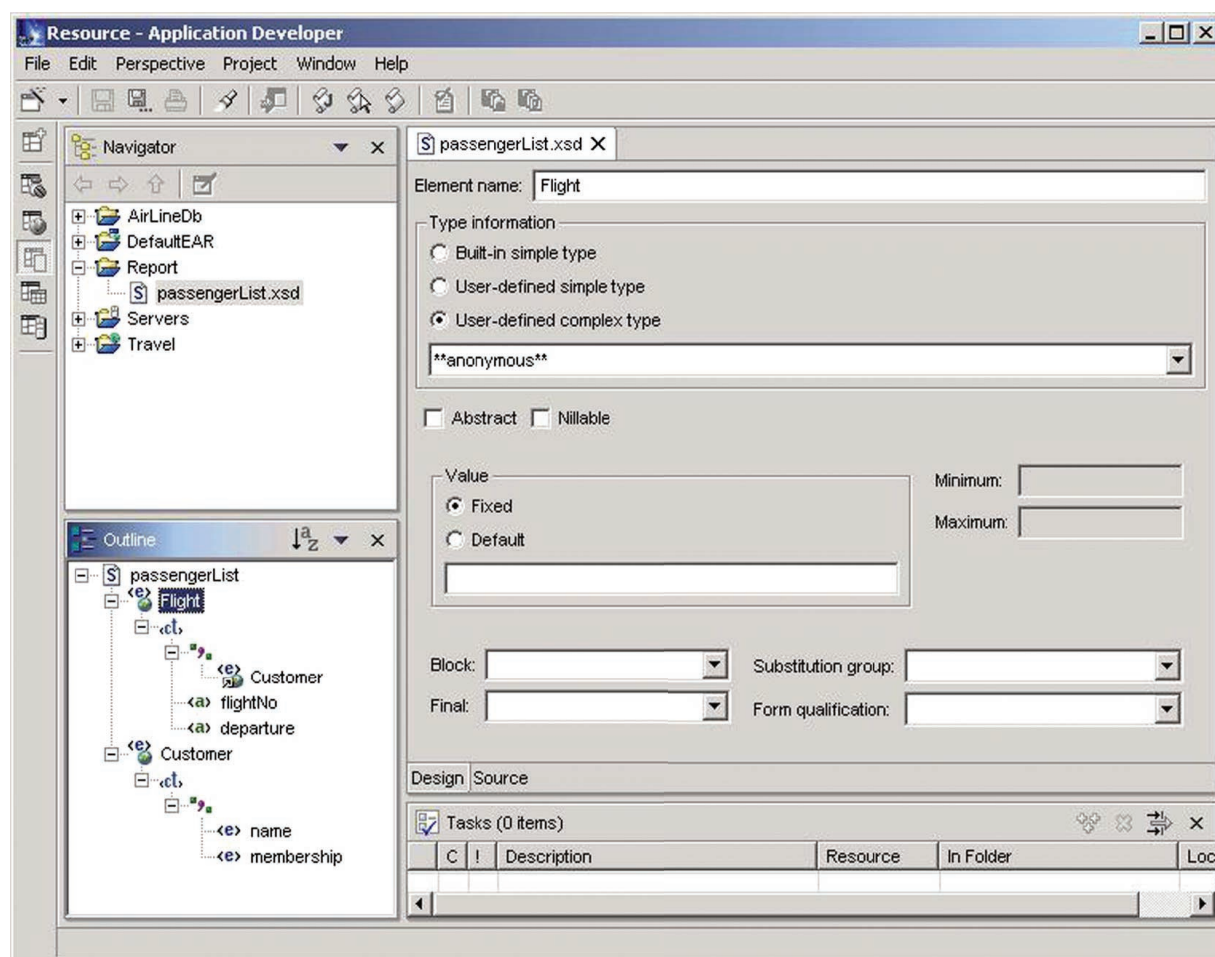 Resource - Application Developer
File Edit Perspective Project Window Help
Navigator
AirLineDb
DefaultEAR
Report
passengerList.xsd
Servers
Travel
Outline
passengerList
Flight
Customer
flightNo
departure
Customer
name
membership
passengerList.xsd
Element name: Flight
Type information
Built-in simple type
User-defined simple type
User-defined complex type
**anonymous**
Abstract Nillable
Value
Fixed
Default
Minimum:
Maximum:
Block:
Substitution group:
Final:
Form qualification:
Design Source
Tasks (0 items)
C ! Description Resource In Folder Loc